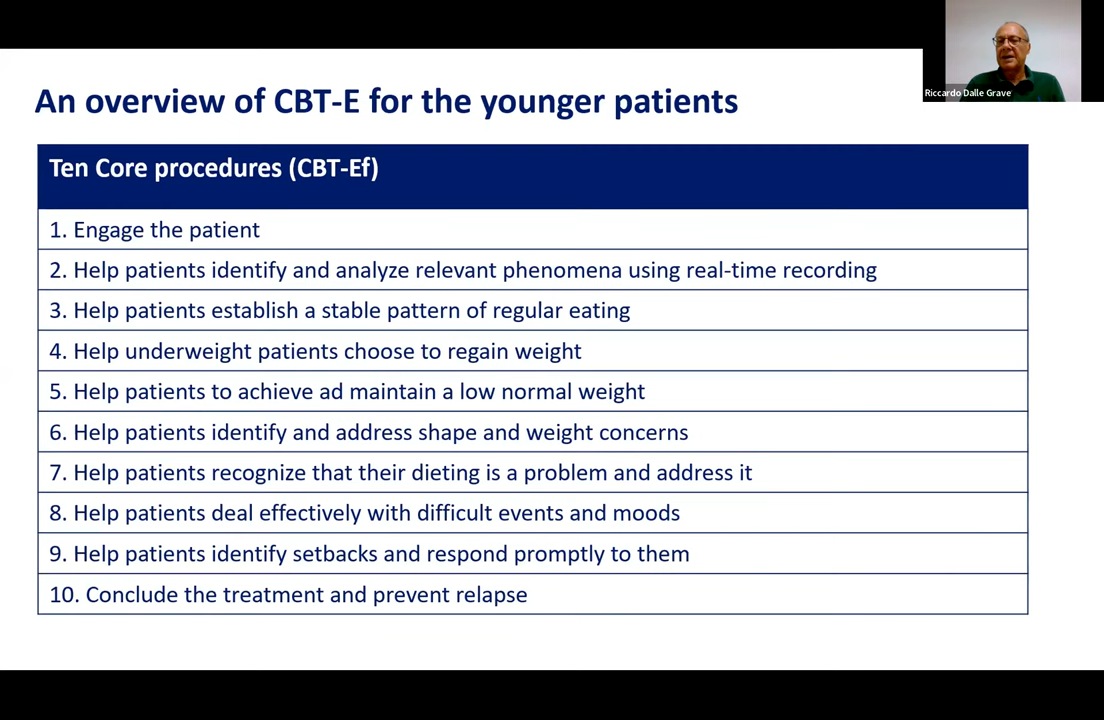 An overview of CBT-E for the younger patients
Riccardo Dalle Grave
Ten Core procedures (CBT-Ef)
1. Engage the patient
2. Help patients identify and analyze relevant phenomena using real-time recording
3. Help patients establish a stable pattern of regular eating
4. Help underweight patients choose to regain weight
5. Help patients to achieve ad maintain a low normal weight
6. Help patients identify and address shape and weight concerns
7. Help patients recognize that their dieting is a problem and address it
8. Help patients deal effectively with difficult events and moods
9. Help patients identify setbacks and respond promptly to them
10. Conclude the treatment and prevent relapse